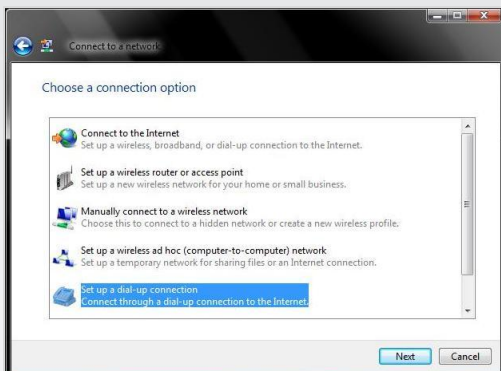 Connect to a network
Choose a connection option
Connect to the Internet
Set up a wireless, broadband, or dial-up connection to the Internet.
Set up a wireless router or access point
Set up a new wireless network for your home or small business.
Manually connect to a wireless network
Choose this to connect to a hidden network or create a new wireless profile.
Set up a wireless ad hoc (computer-to-computer) network
Set up a temporary network for sharing files or an Internet connection.
Set up a dial-up connection
Connect through a dial-up connection to the Internet.
Next Cancel